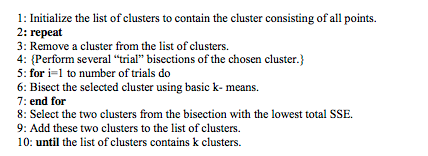 1: Initialize the list of clusters to contain the cluster consisting of all points.
2: repeat
3: Remove a cluster from the list of clusters.
4: {Perform several “trial” bisections of the chosen cluster.}
5: for i=1 to number of trials do
6: Bisect the selected cluster using basic k- means.
7: end for
8: Select the two clusters from the bisection with the lowest total SSE.
9: Add these two clusters to the list of clusters.
10: until the list of clusters contains k clusters.